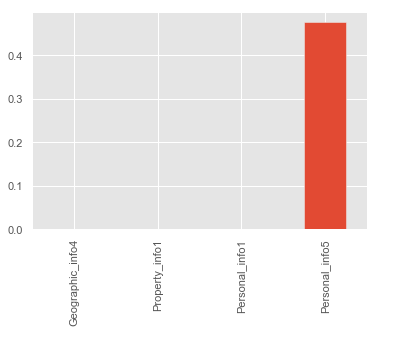 0.4
0.3
0.2
0.1
0.0
Geographic_info4
Property_info1
Personal_info1
Personal_info5